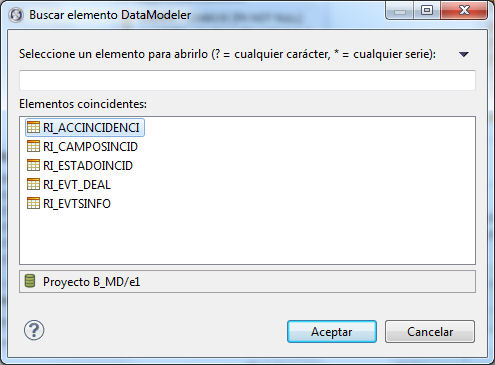 Buscar elemento DataModeler
Seleccione un elemento para abrirlo (? = cualquier carácter, * = cualquier serie):
Elementos coincidentes:
RI_ACCINCIDENCI
RI_CAMPOSINCID
RI_ESTADOINCID
RI_EVT_DEAL
RI_EVTSINFO
Proyecto B_MD/e1
?
Aceptar
Cancelar